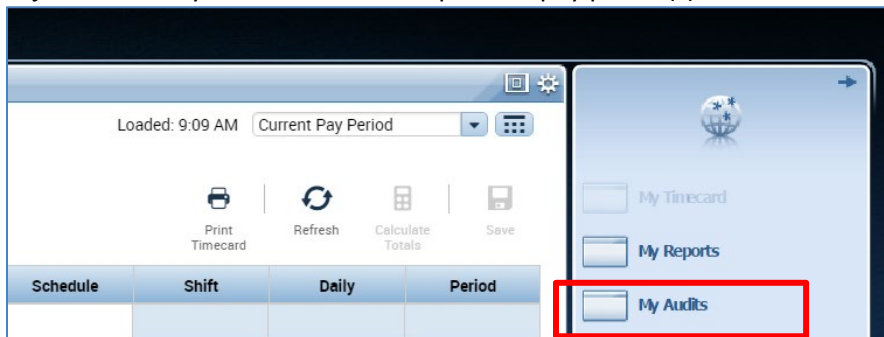 Loaded: 9:09 AM Current Pay Period
Print Timecard
Refresh
Calculate Totals
Save
Schedule Shift Daily Period
My Timecard
My Reports
My Audits